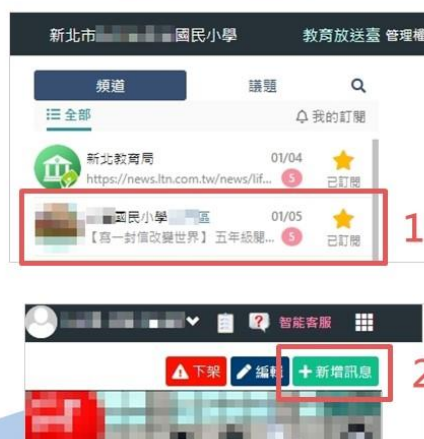 新北市 國民小學 教育放送臺 管理權
頻道 議題
全部 我的訂閱
新北教育局 01/04
https://news.ltn.com.tw/news/lif... 5 已訂閱
國民小學 區 01/05
【寫一封信改變世界】五年級閱... 5 已訂閱
1
智能客服
下架 編輯 +新增訊息
2